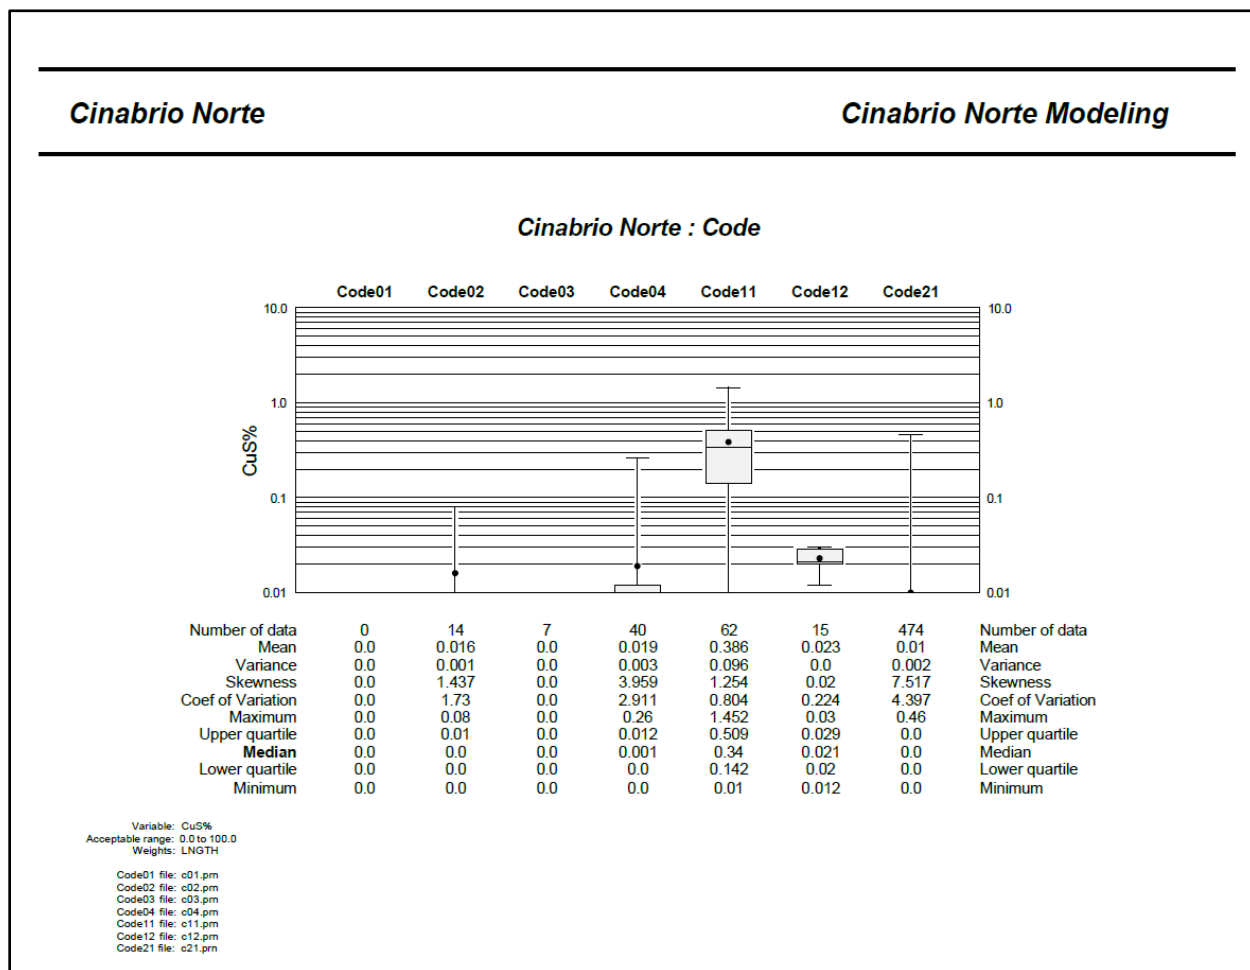 Cinabrio Norte Cinabrio Norte Modeling
Cinabrio Norte : Code
Code01 Code02 Code03 Code04 Code11 Code12 Code21
10.0 10.0
1.0 1.0
CuS%
0.1 0.1
0.01 0.01
Number of data 0 14 7 40 62 15 474 Number of data
Mean 0.0 0.016 0.0 0.019 0.386 0.023 0.01 Mean
Variance 0.0 0.001 0.0 0.003 0.096 0.0 0.002 Variance
Skewness 0.0 1.437 0.0 3.959 1.254 0.02 7.517 Skewness
Coef of Variation 0.0 1.73 0.0 2.911 0.804 0.224 4.397 Coef of Variation
Maximum 0.0 0.08 0.0 0.26 1.452 0.03 0.46 Maximum
Upper quartile 0.0 0.01 0.0 0.012 0.509 0.029 0.0 Upper quartile
Median 0.0 0.0 0.0 0.001 0.34 0.021 0.0 Median
Lower quartile 0.0 0.0 0.0 0.0 0.142 0.02 0.0 Lower quartile
Minimum 0.0 0.0 0.0 0.0 0.01 0.012 0.0 Minimum
Variable: CuS%
Acceptable range: 0.0 to 100.0
Weights: LNGTH
Code01 file: c01.prn
Code02 file: c02.prn
Code03 file: c03.prn
Code04 file: c04.prn
Code11 file: c11.prn
Code12 file: c12.prn
Code21 file: c21.prn